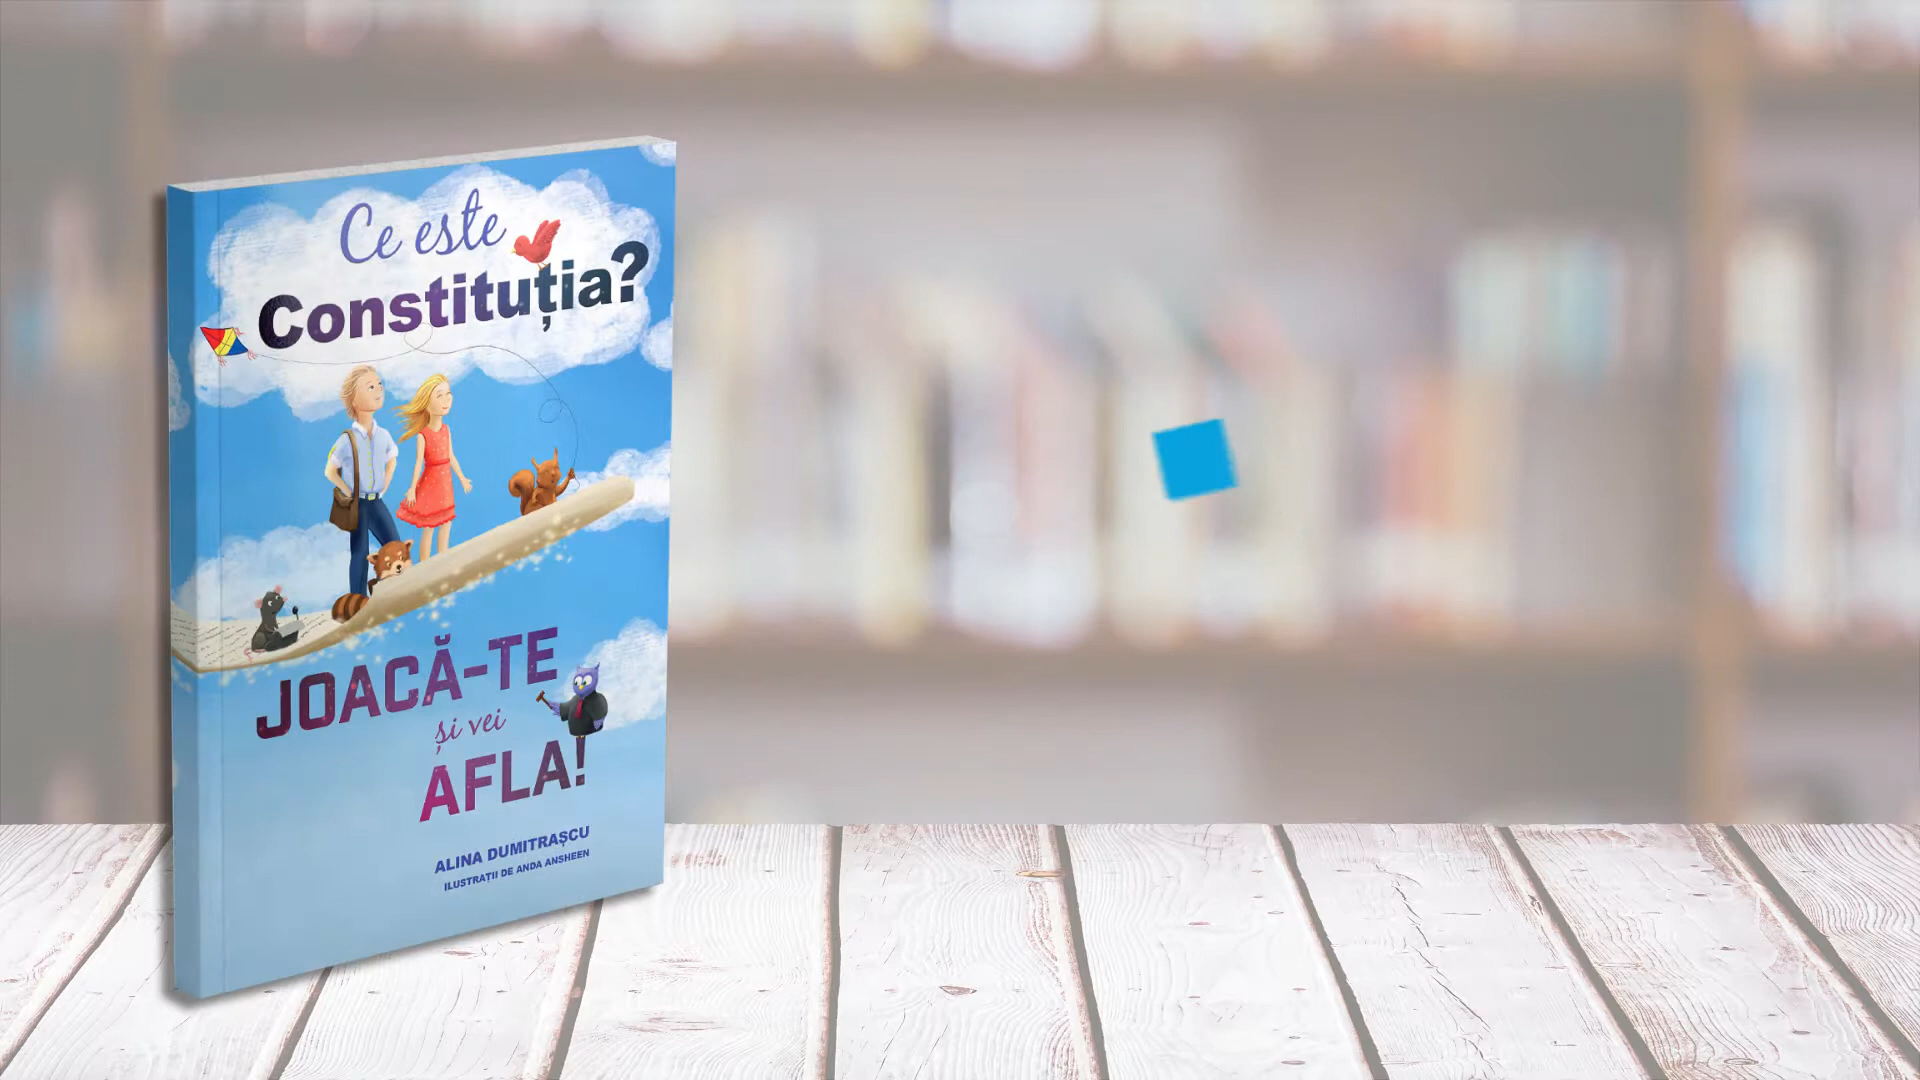 Ce este
Constituția?
JOACĂ-TE
și vei
AFLA!
ALINA DUMITRAȘCU
ILUSTRAȚII DE ANDA ANSHEEN